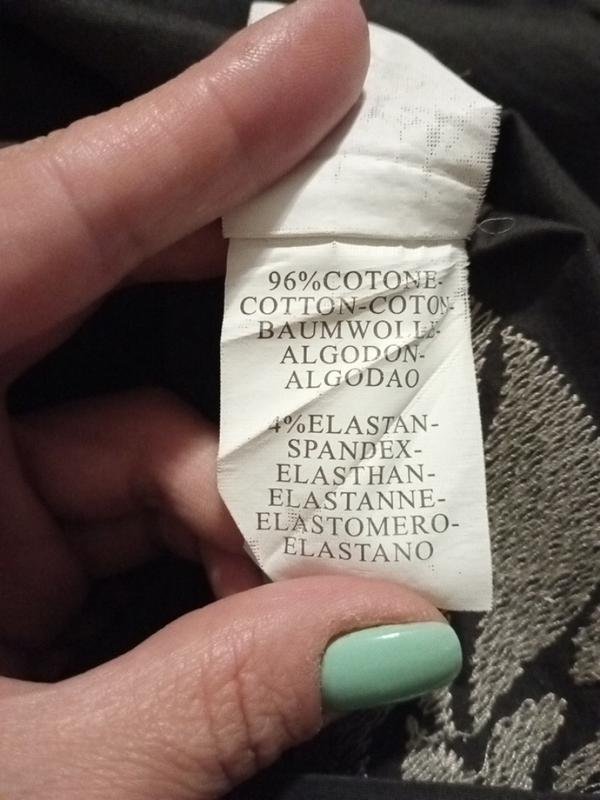 96%COTONE-
COTTON-COTON-
BAUMWOLLE-
ALGODON-
ALGODAO
4%ELASTAN-
SPANDEX-
ELASTHAN-
ELASTANNE-
ELASTOMERO-
ELASTANO